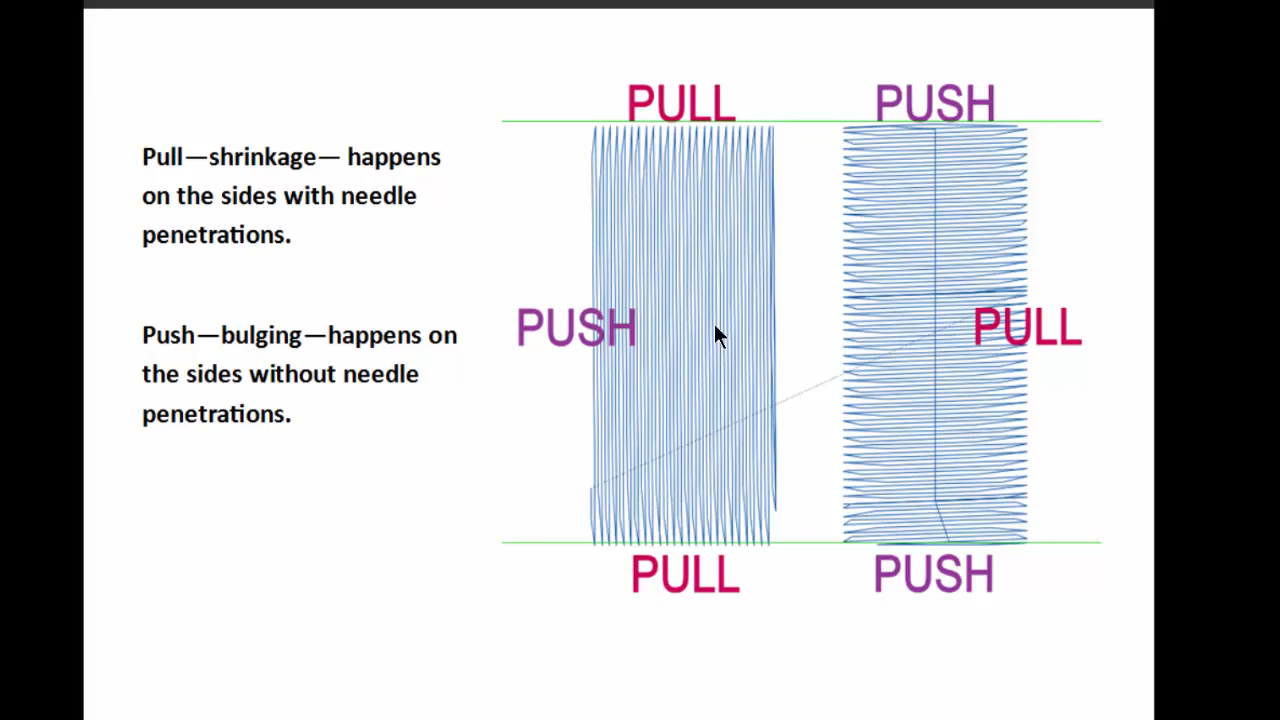 Pull—shrinkage— happens
on the sides with needle
penetrations.
Push—bulging—happens on
the sides without needle
penetrations.
PULL
PUSH
PUSH
PULL
PULL
PUSH